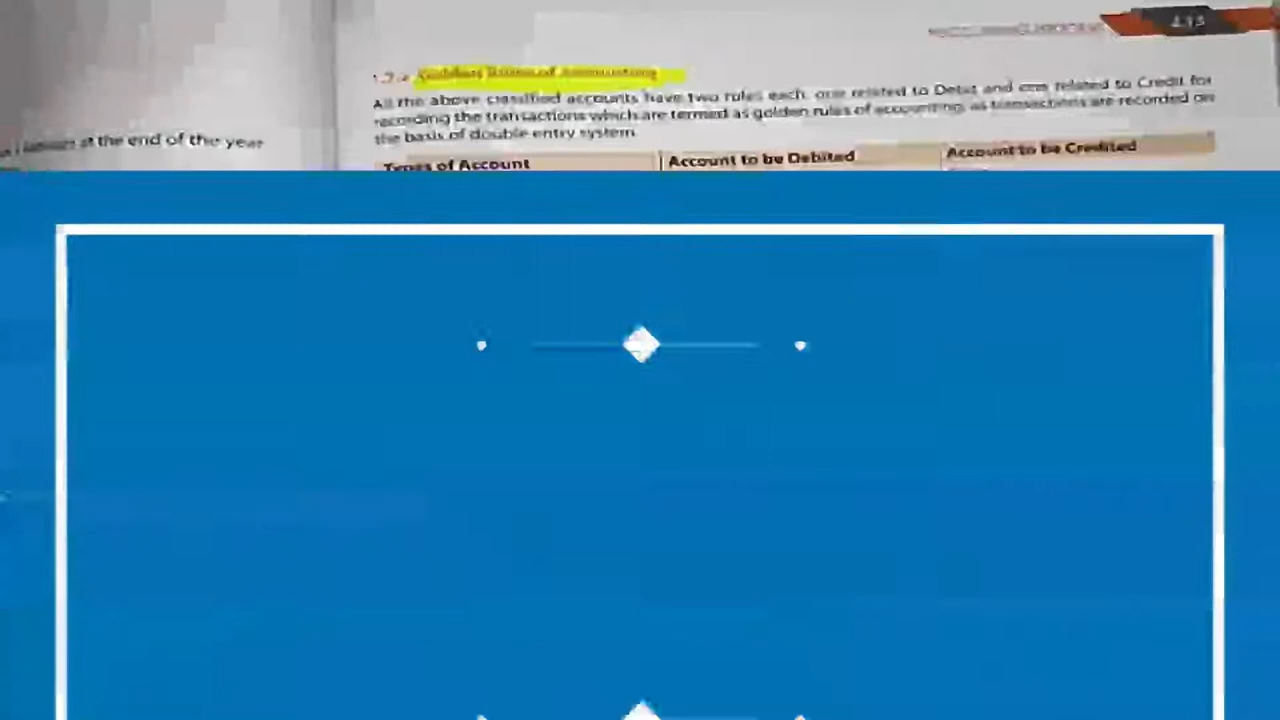 at the end of the year
Golden Rules of Accounting
All the above classified accounts have two rules each, one related to Debit and one related to Credit for
recording the transactions which are termed as golden rules of accounting, as transactions are recorded on
the basis of double entry system.
Types of Account
Account to be Debited
Account to be Credited